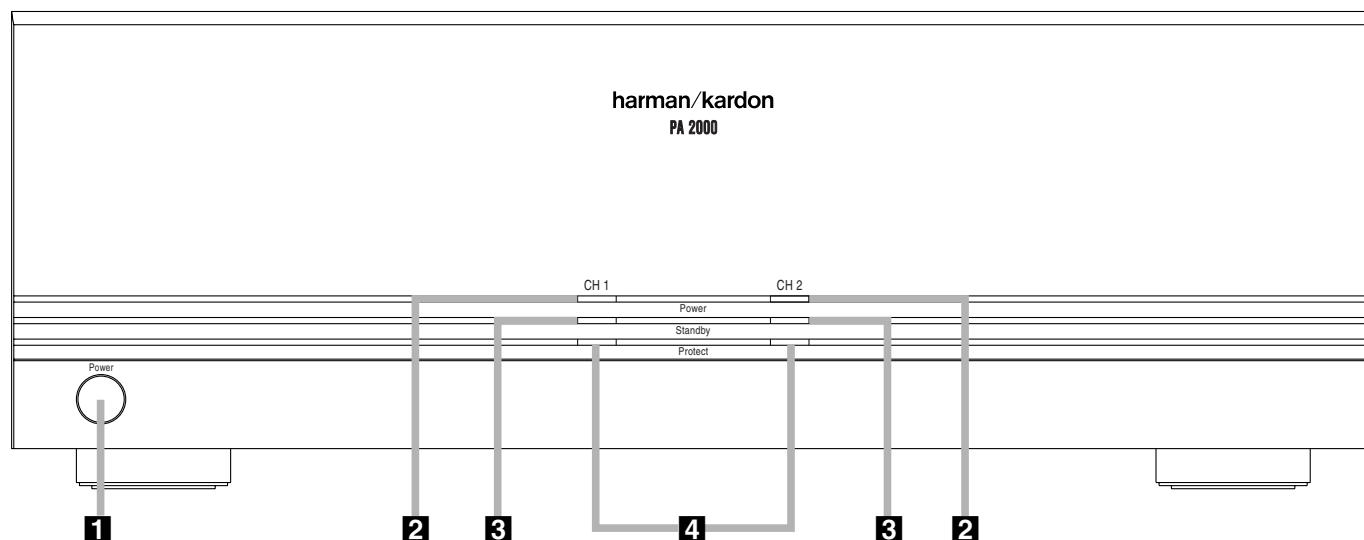 harman/kardon
PA 2000
CH 1 CH 2
Power
Standby
Protect
Power
1 2 3 4 3 2